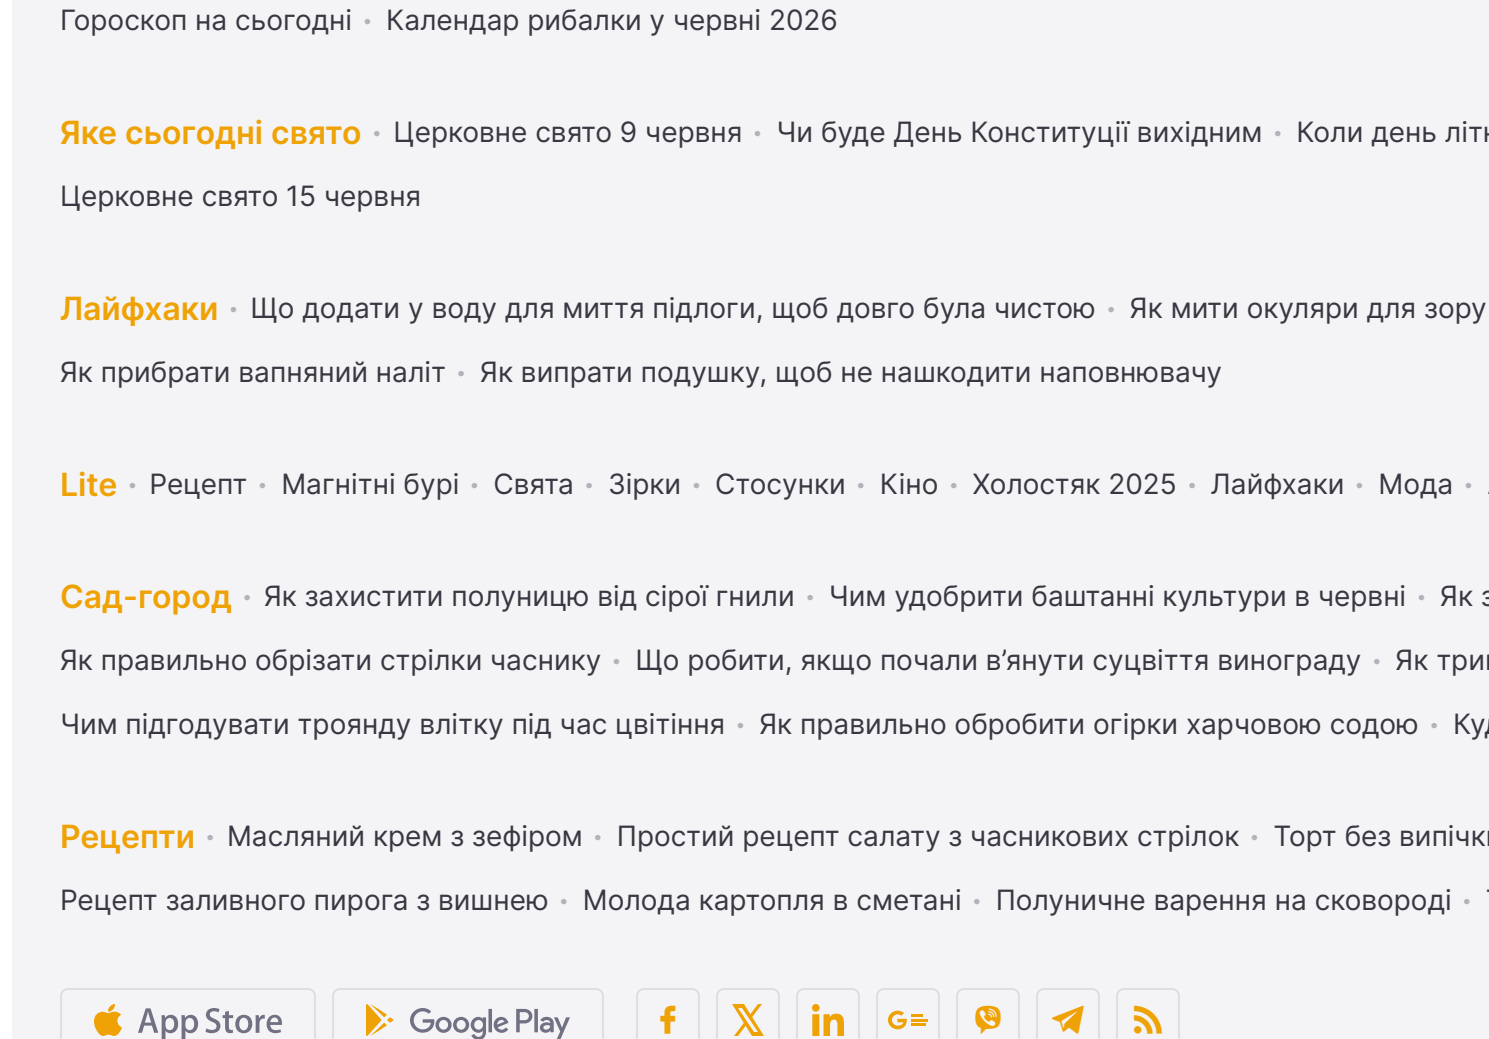 Гороскоп на сьогодні • Календар рибалки у червні 2026
Яке сьогодні свято • Церковне свято 9 червня • Чи буде День Конституції вихідним • Коли день
Церковне свято 15 червня
Лайфхаки • Що додати у воду для миття підлоги, щоб довго була чистою • Як мити окуляри для зору
Як прибрати вапняний наліт • Як випрати подушку, щоб не нашкодити наповнювачу
Lite • Рецепт • Магнітні бурі • Свята • Зірки • Стосунки • Кіно • Холостяк 2025 • Лайфхаки • Мода •
Сад-город • Як захистити полуницю від сірої гнили • Чим удобрити баштанні культури в червні • Як
Як правильно обрізати стрілки часнику • Що робити, якщо почали в’янути суцвіття винограду • Як
Чим підгодувати троянду влітку під час цвітіння • Як правильно обробити огірки харчовою содою •
Рецепти • Масляний крем з зефіром • Простий рецепт салату з часникових стрілок • Торт без
Рецепт заливного пирога з вишнею • Молода картопля в сметані • Полуничне варення на сковороді •
App Store Google Play